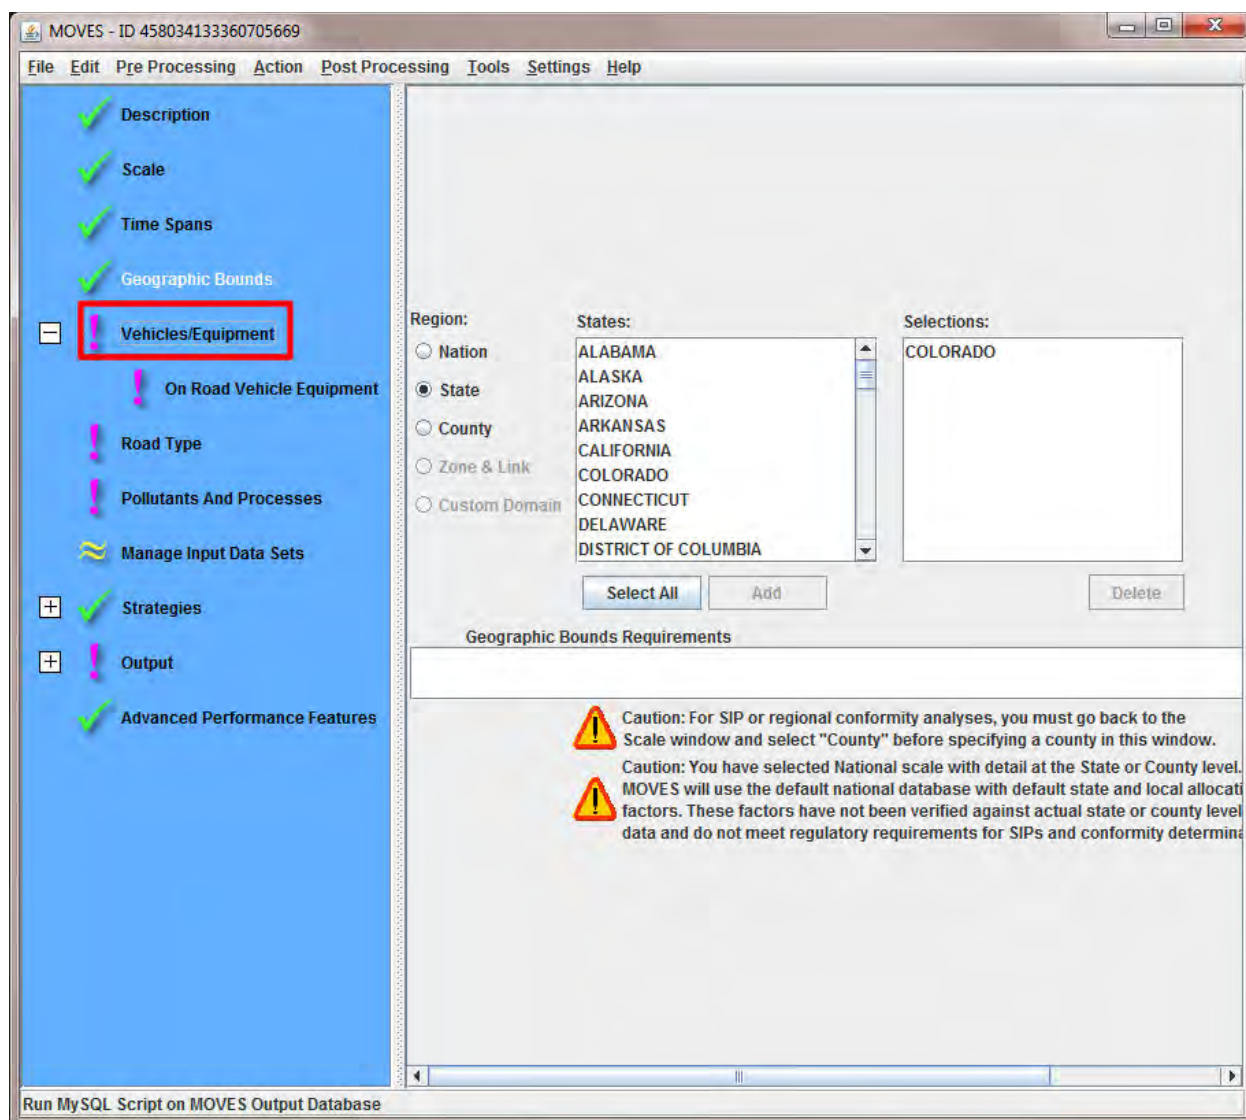 MOVES - ID 458034133360705669
File Edit Pre Processing Action Post Processing Tools Settings Help
Description
Scale
Time Spans
Geographic Bounds
Vehicles/Equipment
On Road Vehicle Equipment
Road Type
Pollutants And Processes
Manage Input Data Sets
Strategies
Output
Advanced Performance Features
Region:
Nation
State
County
Zone & Link
Custom Domain
States:
ALABAMA
ALASKA
ARIZONA
ARKANSAS
CALIFORNIA
COLORADO
CONNECTICUT
DELAWARE
DISTRICT OF COLUMBIA
Selections:
COLORADO
Select All Add Delete
Geographic Bounds Requirements
Caution: For SIP or regional conformity analyses, you must go back to the
Scale window and select "County" before specifying a county in this window.
Caution: You have selected National scale with detail at the State or County level.
MOVES will use the default national database with default state and local allocati
factors. These factors have not been verified against actual state or county level
data and do not meet regulatory requirements for SIPs and conformity determina
Run MySQL Script on MOVES Output Database